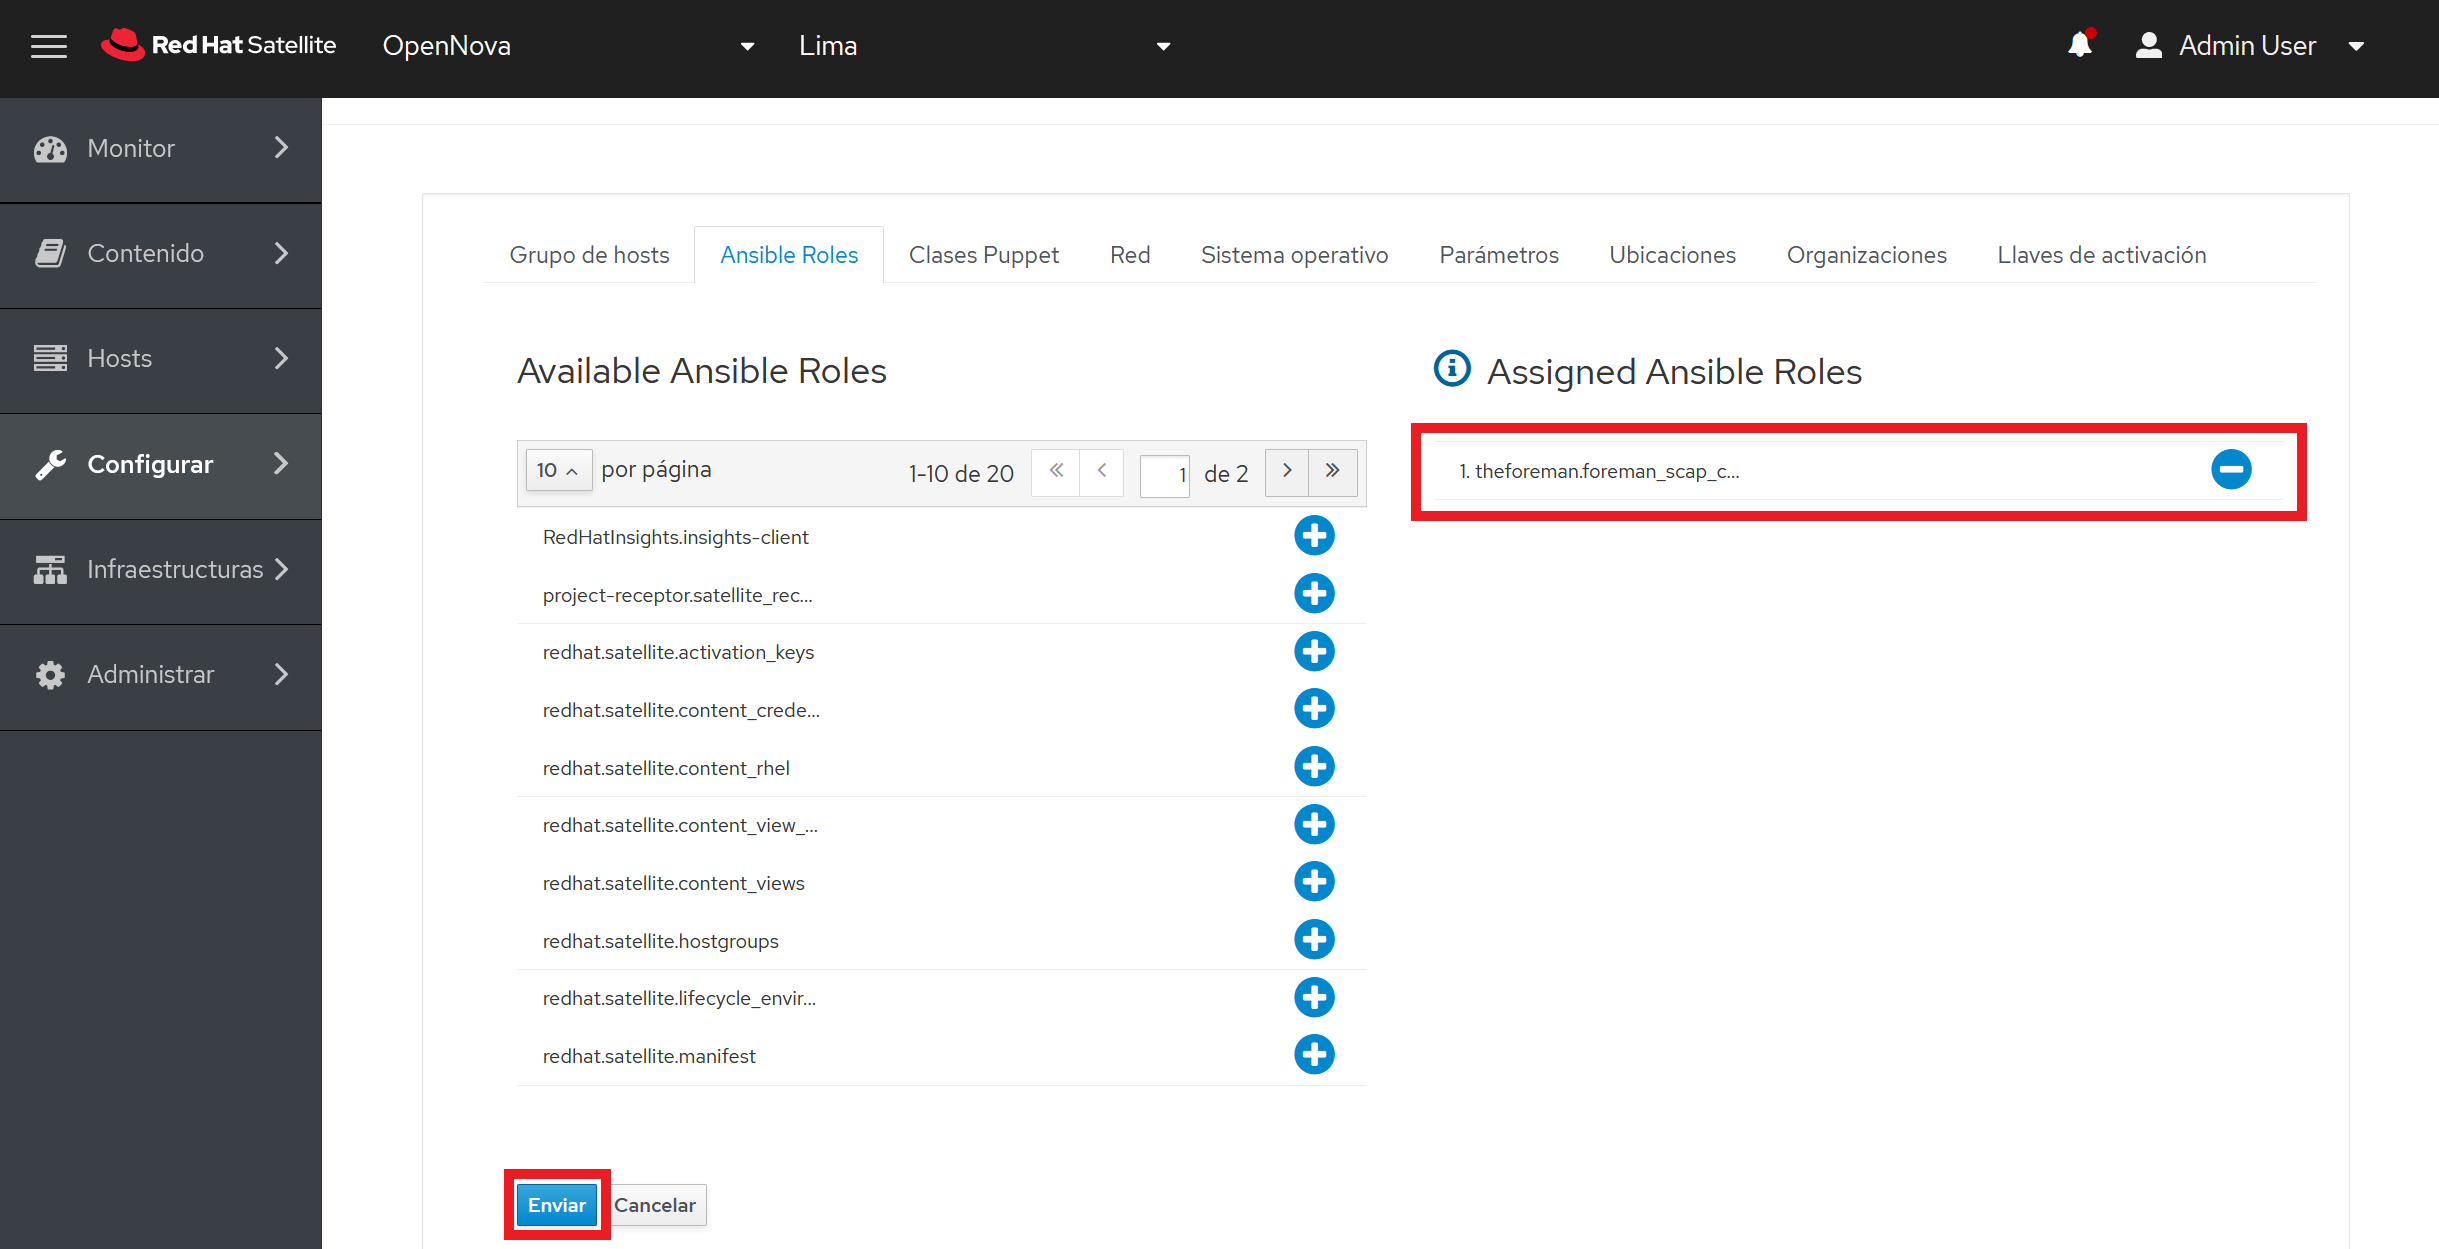 Red Hat Satellite
OpenNova
Lima
Admin User
Monitor
Contenido
Hosts
Configurar
Infraestructuras
Administrar
Grupo de hosts
Ansible Roles
Clases Puppet
Red
Sistema operativo
Parámetros
Ubicaciones
Organizaciones
Llaves de activación
Available Ansible Roles
10 por página
1-10 de 20
1 de 2
RedHatInsights.insights-client
project-receptor.satellite_rec...
redhat.satellite.activation_keys
redhat.satellite.content_crede...
redhat.satellite.content_rhel
redhat.satellite.content_view_...
redhat.satellite.content_views
redhat.satellite.hostgroups
redhat.satellite.lifecycle_envir...
redhat.satellite.manifest
Assigned Ansible Roles
1. theforeman.foreman_scap_c...
Enviar
Cancelar